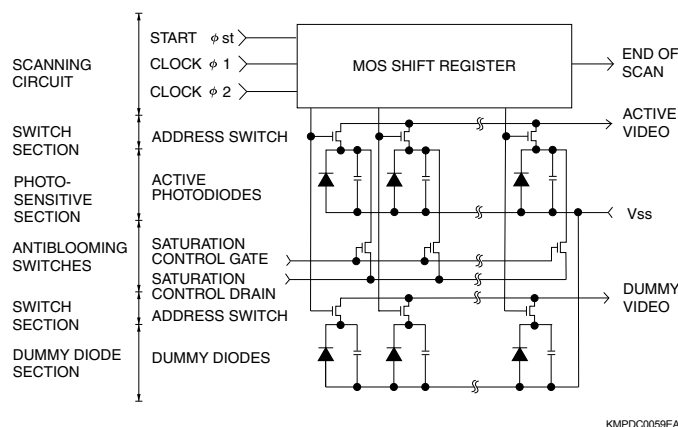 START φst
CLOCK φ1
CLOCK φ2
MOS SHIFT REGISTER
END OF
SCAN
SCANNING
CIRCUIT
ACTIVE
VIDEO
SWITCH
SECTION
ADDRESS SWITCH
PHOTO-
SENSITIVE
SECTION
ACTIVE
PHOTODIODES
Vss
ANTIBLOOMING
SWITCHES
SATURATION
CONTROL GATE
SATURATION
CONTROL DRAIN
DUMMY
VIDEO
SWITCH
SECTION
ADDRESS SWITCH
DUMMY DIODE
SECTION
DUMMY DIODES
KMPDC0059EA